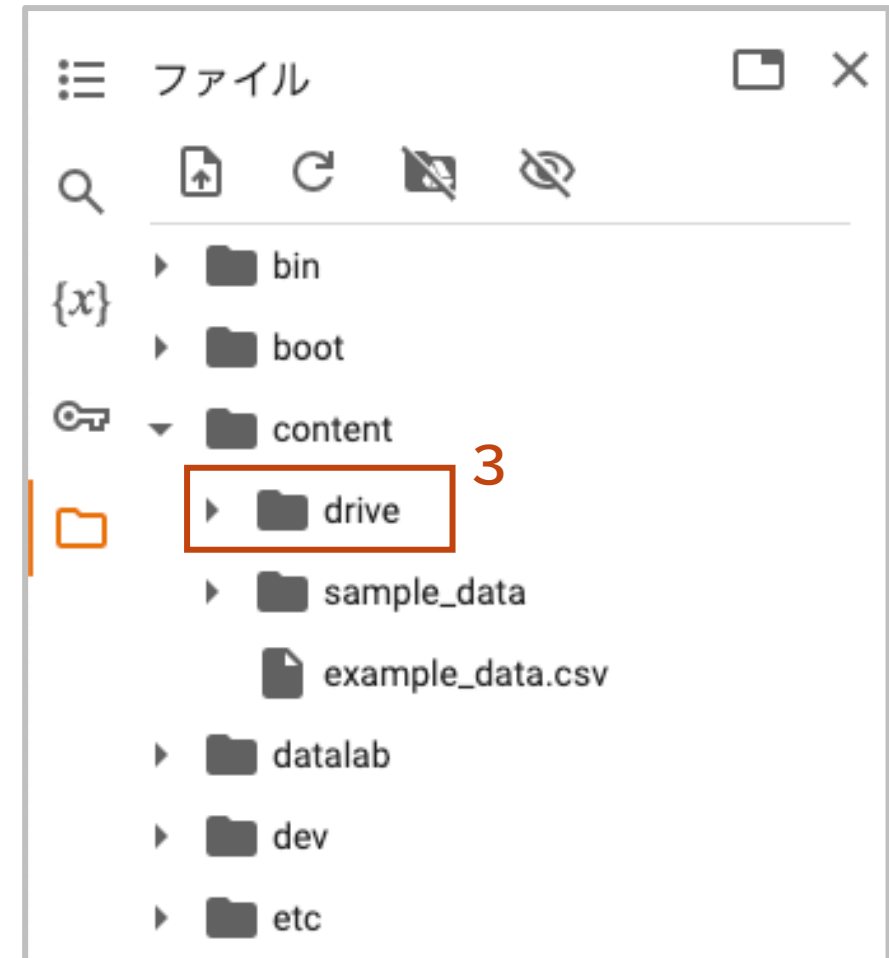 ファイル
{x}
bin
boot
content
3
drive
sample_data
example_data.csv
datalab
dev
etc